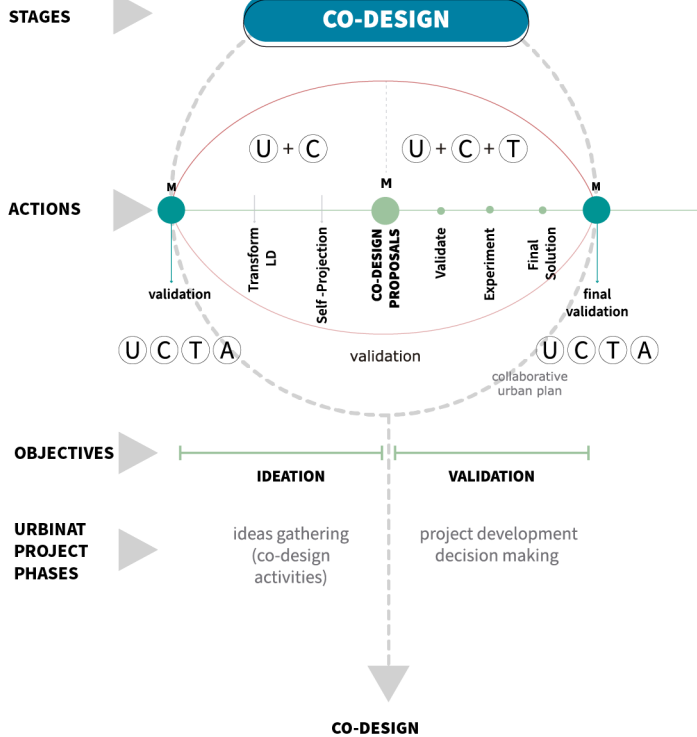 STAGES
CO-DESIGN
U + C
U + C + T
M
M
M
ACTIONS
Transform
LD
Self -Projection
CO-DESIGN
PROPOSALS
Validate
Experiment
Final
Solution
validation
final
validation
U C T A
validation
U C T A
collaborative
urban plan
OBJECTIVES
IDEATION
VALIDATION
URBINAT
PROJECT
PHASES
ideas gathering
(co-design
activities)
project development
decision making
CO-DESIGN